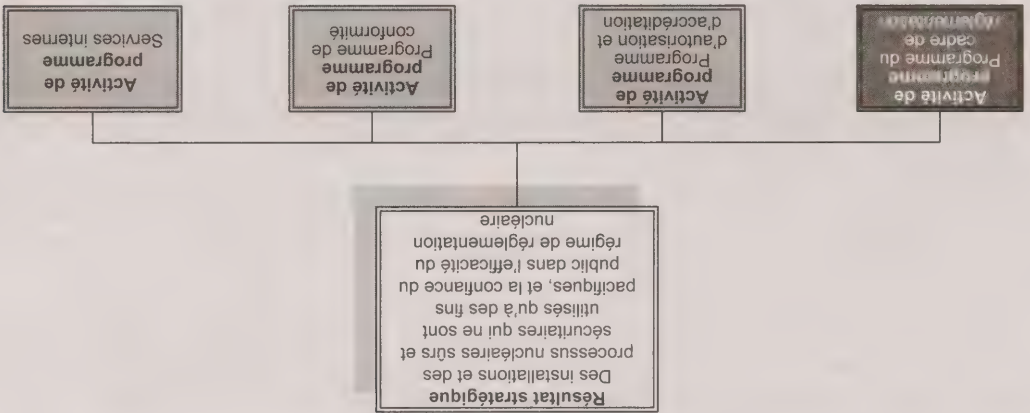 Résultat stratégique
Des installations et des
processus nucléaires sûrs et
sécuritaires qui ne sont
utilisés qu'à des fins
pacifiques, et la confiance du
public dans l'efficacité du
régime de réglementation
nucléaire
Activité de
programme
Programme du
cadre de
réglementation
Activité de
programme
Programme
d'autorisation et
d'accréditation
Activité de
programme
Programme de
conformité
Activité de
programme
Services internes